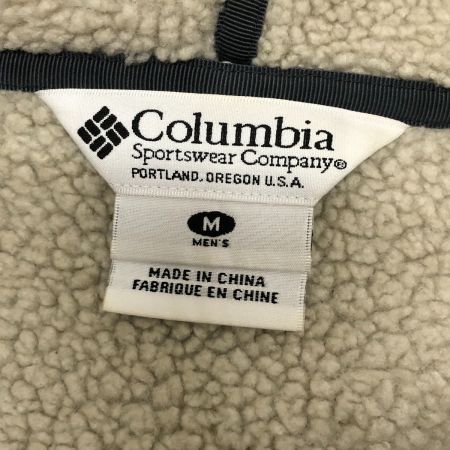 Columbia
Sportswear Company®
PORTLAND, OREGON U.S.A.
M
MEN'S
MADE IN CHINA
FABRIQUE EN CHINE